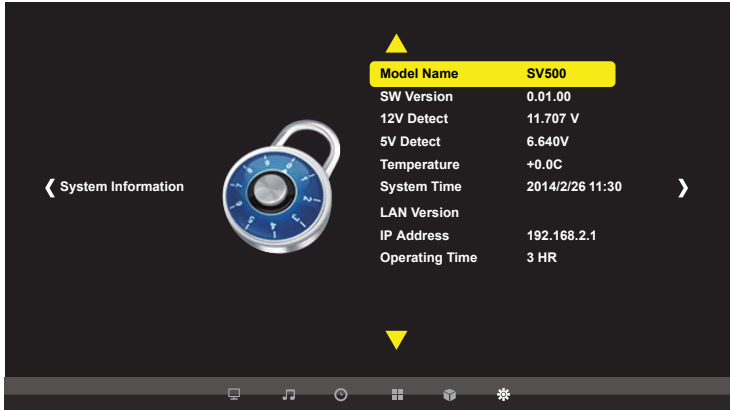 System Information
Model Name SV500
SW Version 0.01.00
12V Detect 11.707 V
5V Detect 6.640V
Temperature +0.0C
System Time 2014/2/26 11:30
LAN Version
IP Address 192.168.2.1
Operating Time 3 HR